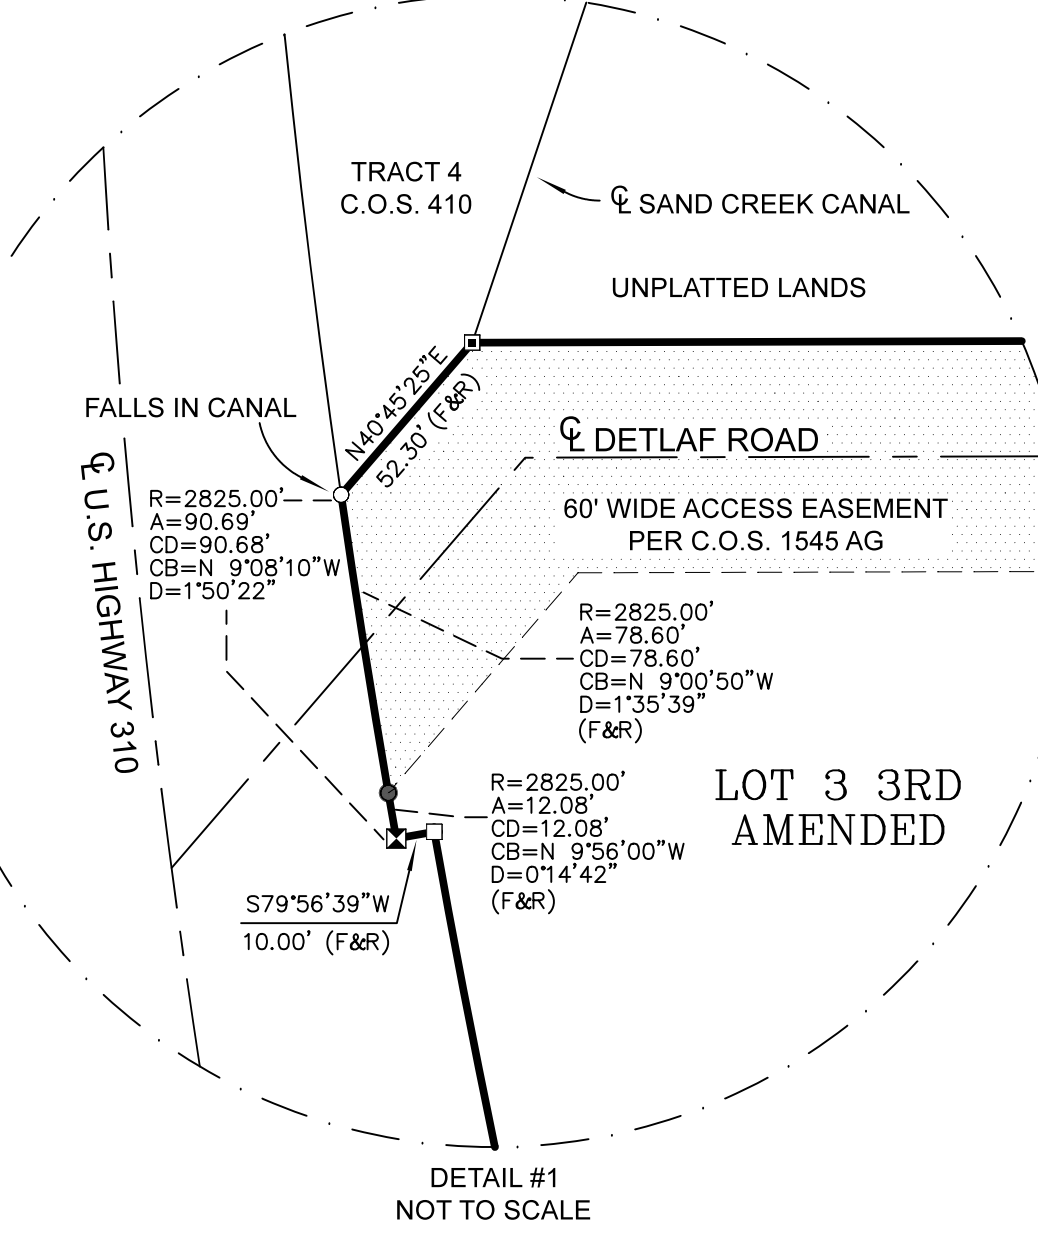 TRACT 4
C.O.S. 410
℄ SAND CREEK CANAL
UNPLATTED LANDS
N40°45'25"E
52.30' (F&R)
FALLS IN CANAL
℄ DETLAF ROAD
℄ U.S. HIGHWAY 310
R=2825.00'
A=90.69'
CD=90.68'
CB=N 9°08'10"W
D=1°50'22"
60' WIDE ACCESS EASEMENT
PER C.O.S. 1545 AG
R=2825.00'
A=78.60'
CD=78.60'
CB=N 9°00'50"W
D=1°35'39"
(F&R)
R=2825.00'
A=12.08'
CD=12.08'
CB=N 9°56'00"W
D=0°14'42"
(F&R)
LOT 3 3RD
AMENDED
S79°56'39"W
10.00' (F&R)
DETAIL #1
NOT TO SCALE